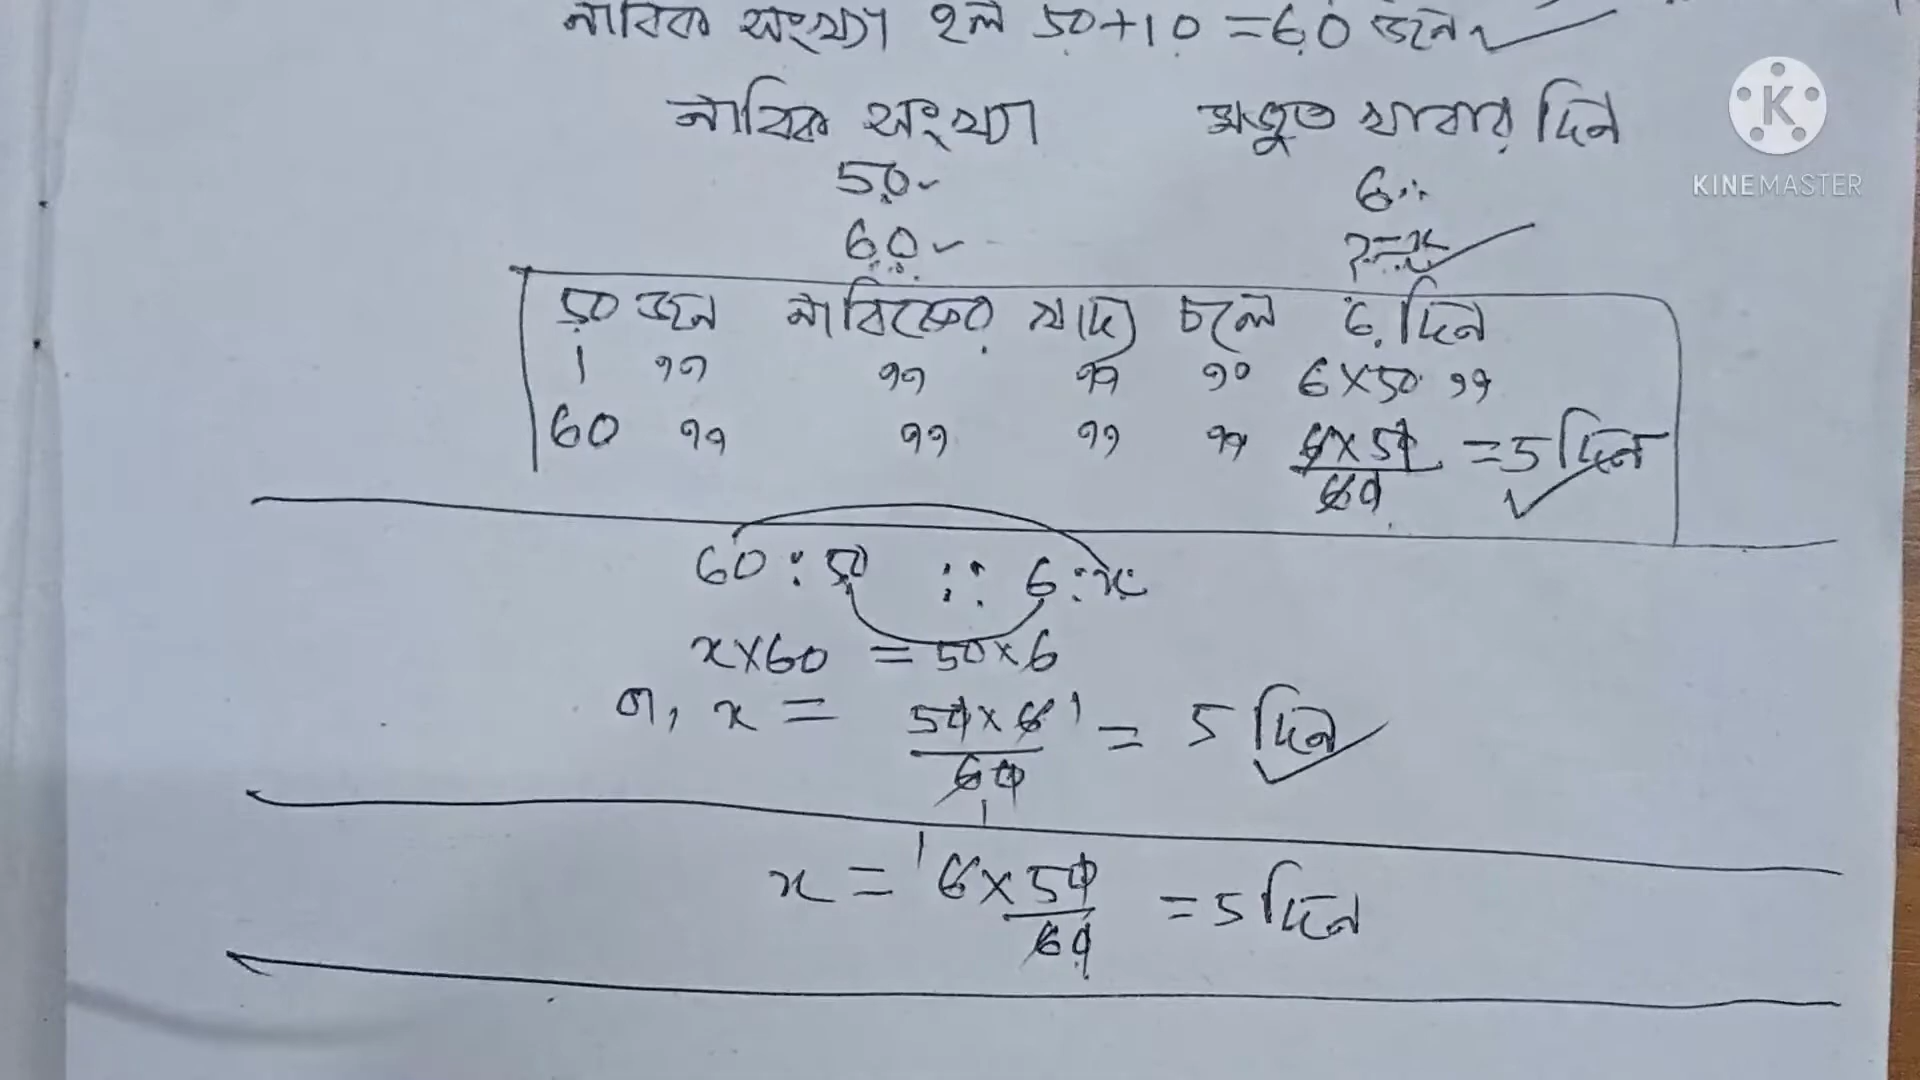 নাবিক সংখ্যা হল 50+10 =60 জন
নাবিক সংখ্যা মজুত খাবার দিন
50 6
60 ?=x
50 জন নাবিকের খাদ্য চলে 6 দিন
1 ,, ,, ,, ,, 6×50 ,,
60 ,, ,, ,, ,, 6×50/60 =5 দিন
60 : 50 :: 6 : x
x×60 = 50×6
বা, x = 50×6/60 = 5 দিন
x = 6×50/60 = 5 দিন
K
KINEMASTER